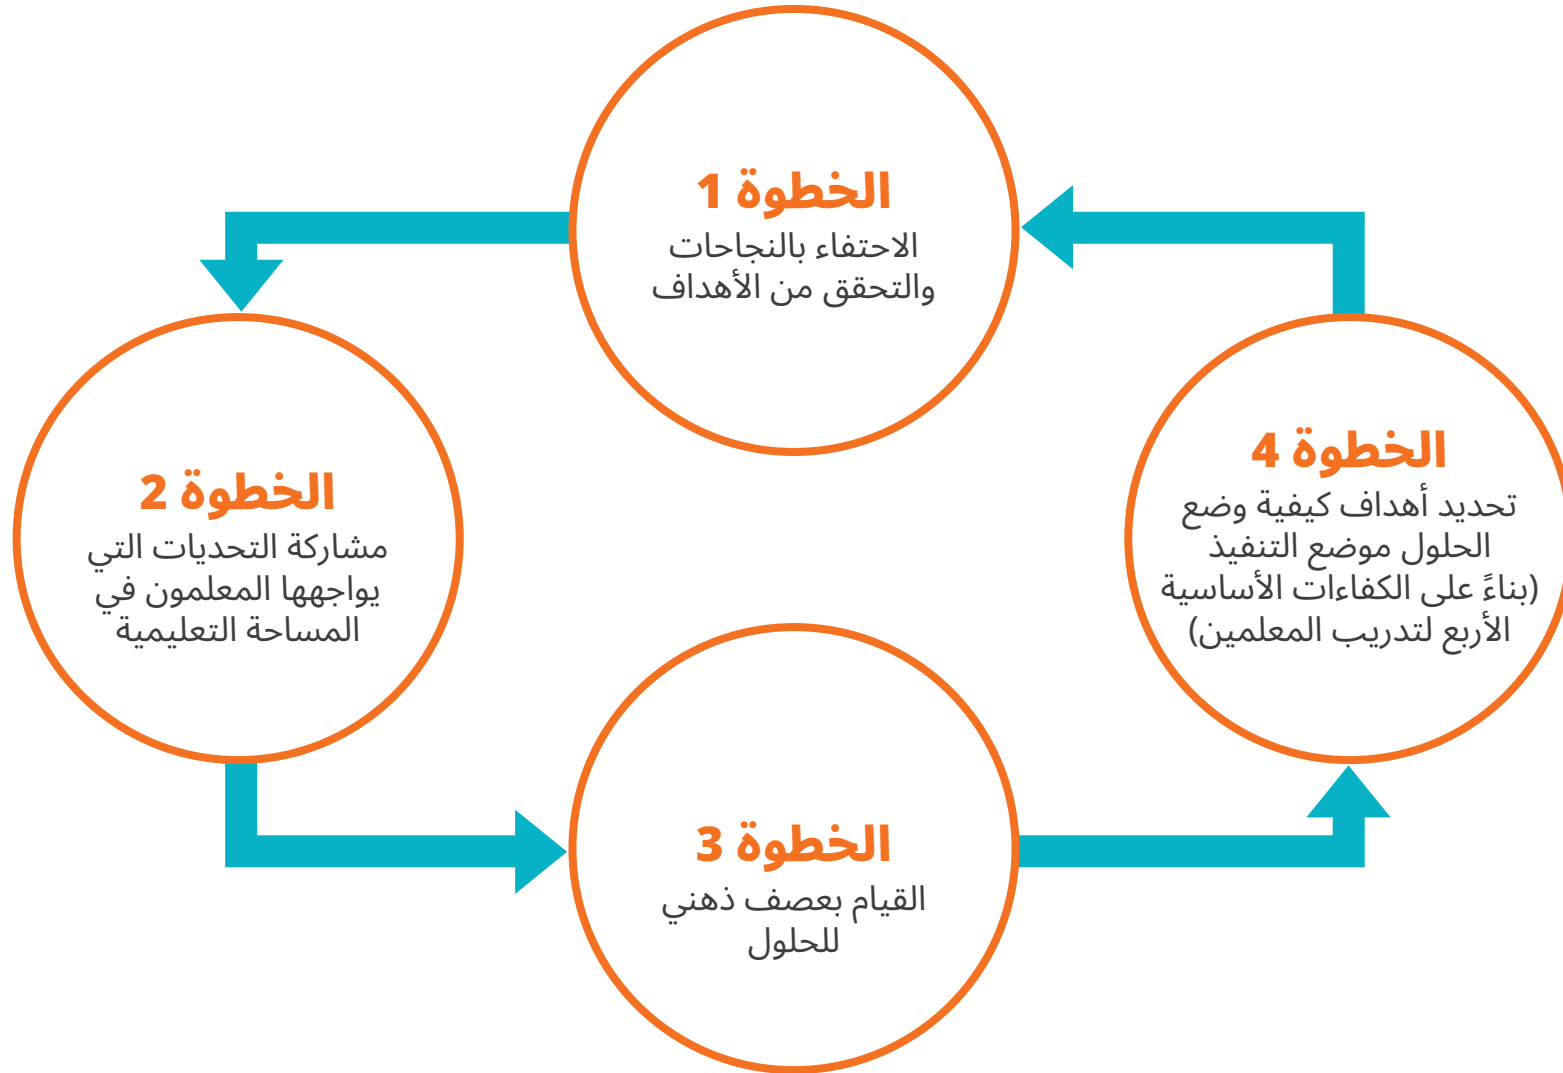 الخطوة 1
الاحتفاء بالنجاحات
والتحقق من الأهداف
الخطوة 2
مشاركة التحديات التي
يواجهها المعلمون في
المساحة التعليمية
الخطوة 3
القيام بعصف ذهني
للحلول
الخطوة 4
تحديد أهداف كيفية وضع
الحلول موضع التنفيذ
(بناءً على الكفاءات الأساسية
الأربع لتدريب المعلمين)